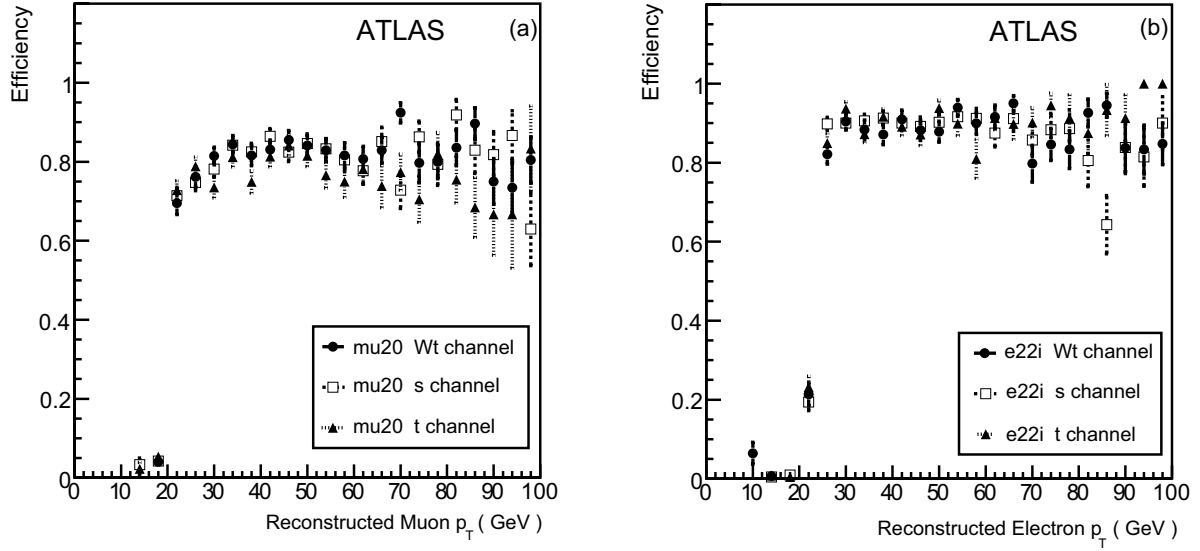 Efficiency
ATLAS
(a)
1
0.8
0.6
0.4
0.2
0
mu20 Wt channel
mu20 s channel
mu20 t channel
0 10 20 30 40 50 60 70 80 90 100
Reconstructed Muon p_T ( GeV )
Efficiency
ATLAS
(b)
1
0.8
0.6
0.4
0.2
0
e22i Wt channel
e22i s channel
e22i t channel
0 10 20 30 40 50 60 70 80 90 100
Reconstructed Electron p_T ( GeV )